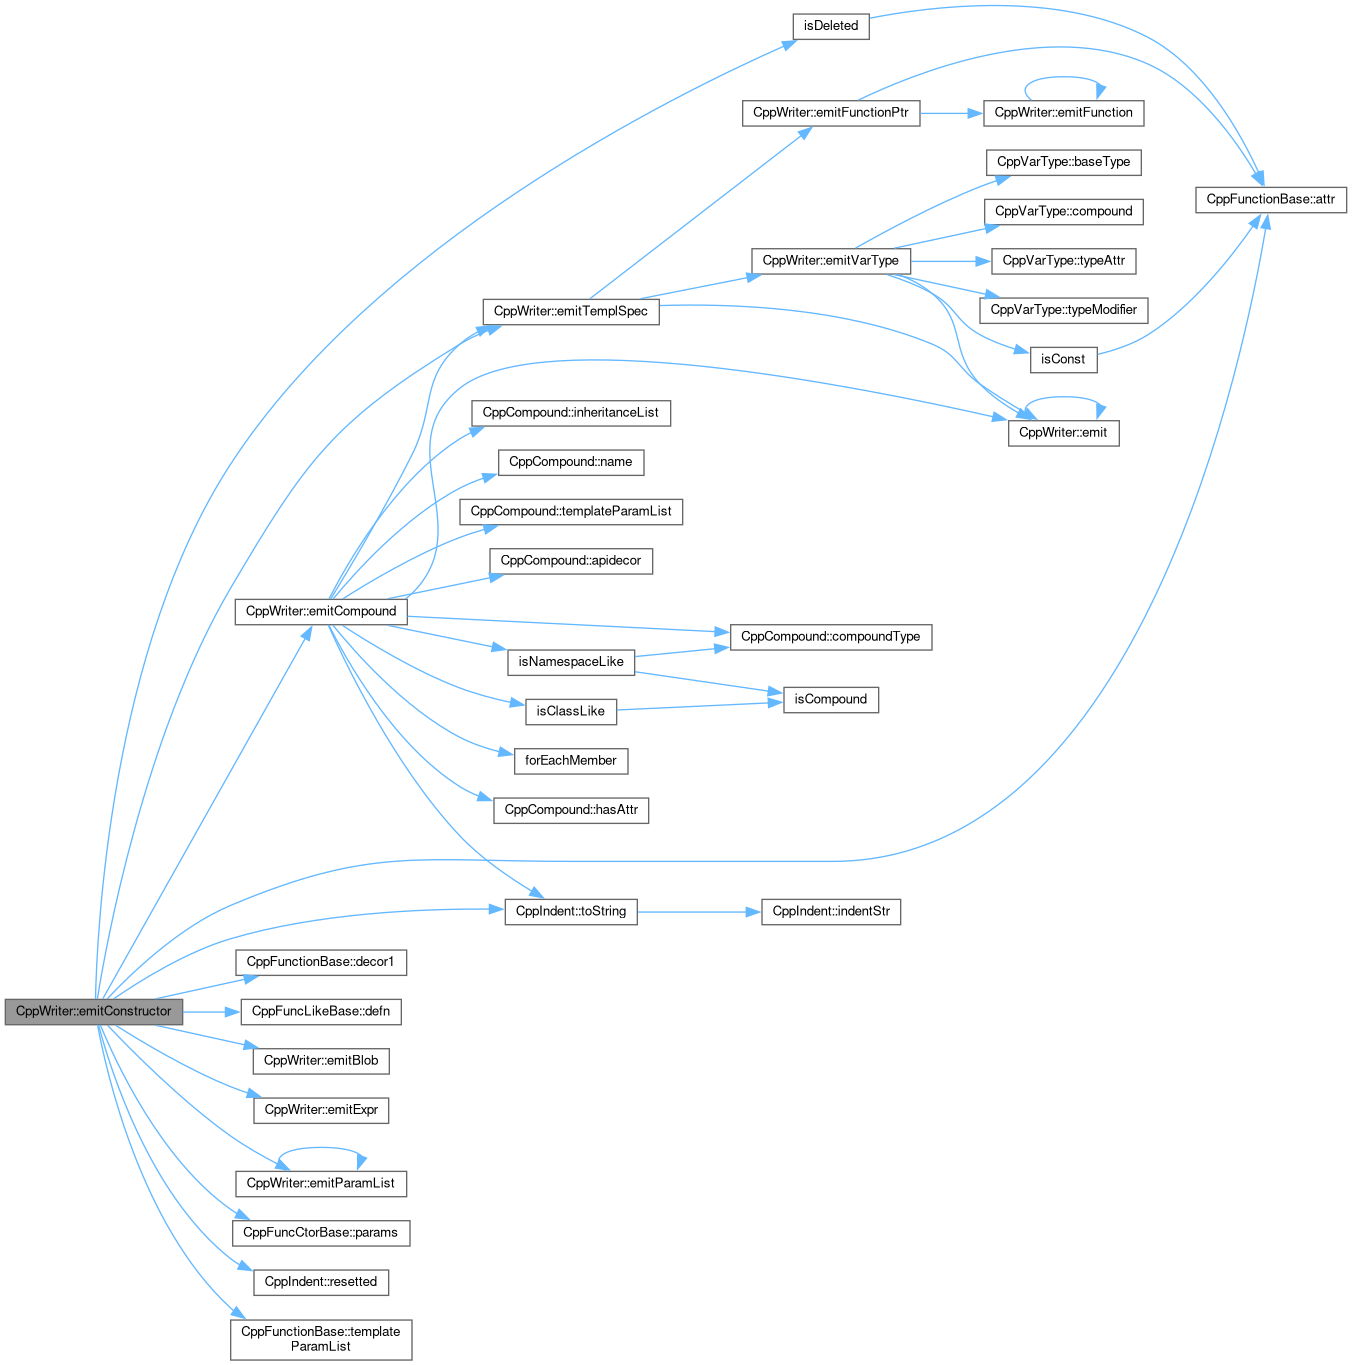 isDeleted
CppWriter::emitFunctionPtr
CppWriter::emitFunction
CppVarType::baseType
CppFunctionBase::attr
CppVarType::compound
CppWriter::emitVarType
CppVarType::typeAttr
CppWriter::emitTemplSpec
CppVarType::typeModifier
isConst
CppCompound::inheritanceList
CppWriter::emit
CppCompound::name
CppCompound::templateParamList
CppCompound::apidecor
CppWriter::emitCompound
CppCompound::compoundType
isNamespaceLike
isCompound
isClassLike
forEachMember
CppCompound::hasAttr
CppIndent::toString
CppIndent::indentStr
CppFunctionBase::decor1
CppWriter::emitConstructor
CppFuncLikeBase::defn
CppWriter::emitBlob
CppWriter::emitExpr
CppWriter::emitParamList
CppFuncCtorBase::params
CppIndent::resetted
CppFunctionBase::template
ParamList